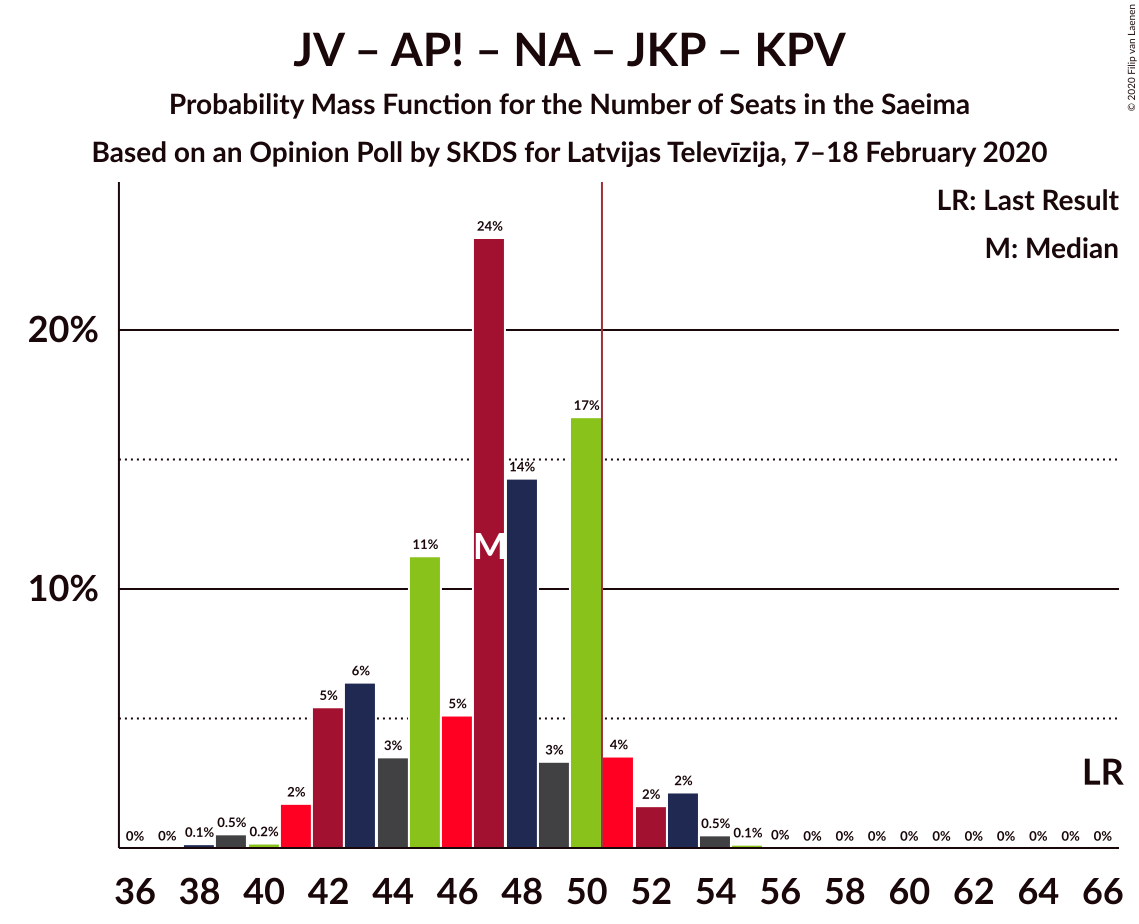 JV – AP! – NA – JKP – KPV
Probability Mass Function for the Number of Seats in the Saeima
Based on an Opinion Poll by SKDS for Latvijas Televīzija, 7–18 February 2020
© 2020 Filip van Laenen
LR: Last Result
M: Median
20%
10%
0% 0% 0.1% 0.5% 0.2% 2% 5% 6% 3% 11% 5% 24% 14% 3% 17% 4% 2% 2% 0.5% 0.1% 0% 0% 0% 0% 0% 0% 0% 0% 0% 0% 0%
M
LR
36 38 40 42 44 46 48 50 52 54 56 58 60 62 64 66